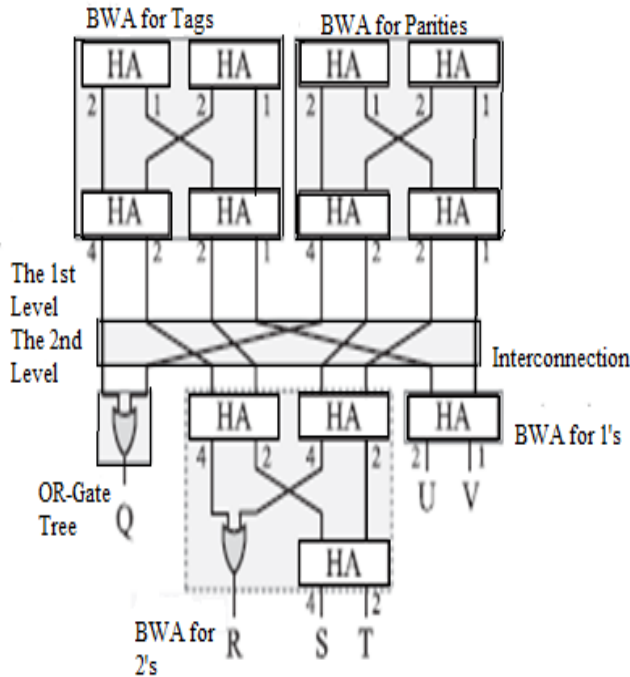 BWA for Tags
BWA for Parities
HA HA HA HA
2 1 2 1 2 1 2 1
HA HA HA HA
4 2 2 1 4 2 2 1
The 1st
Level
The 2nd
Level
Interconnection
HA HA HA
BWA for 1's
4 2 4 2 2 1
U V
OR-Gate
Tree
Q
HA
4 2
BWA for
2's
R S T